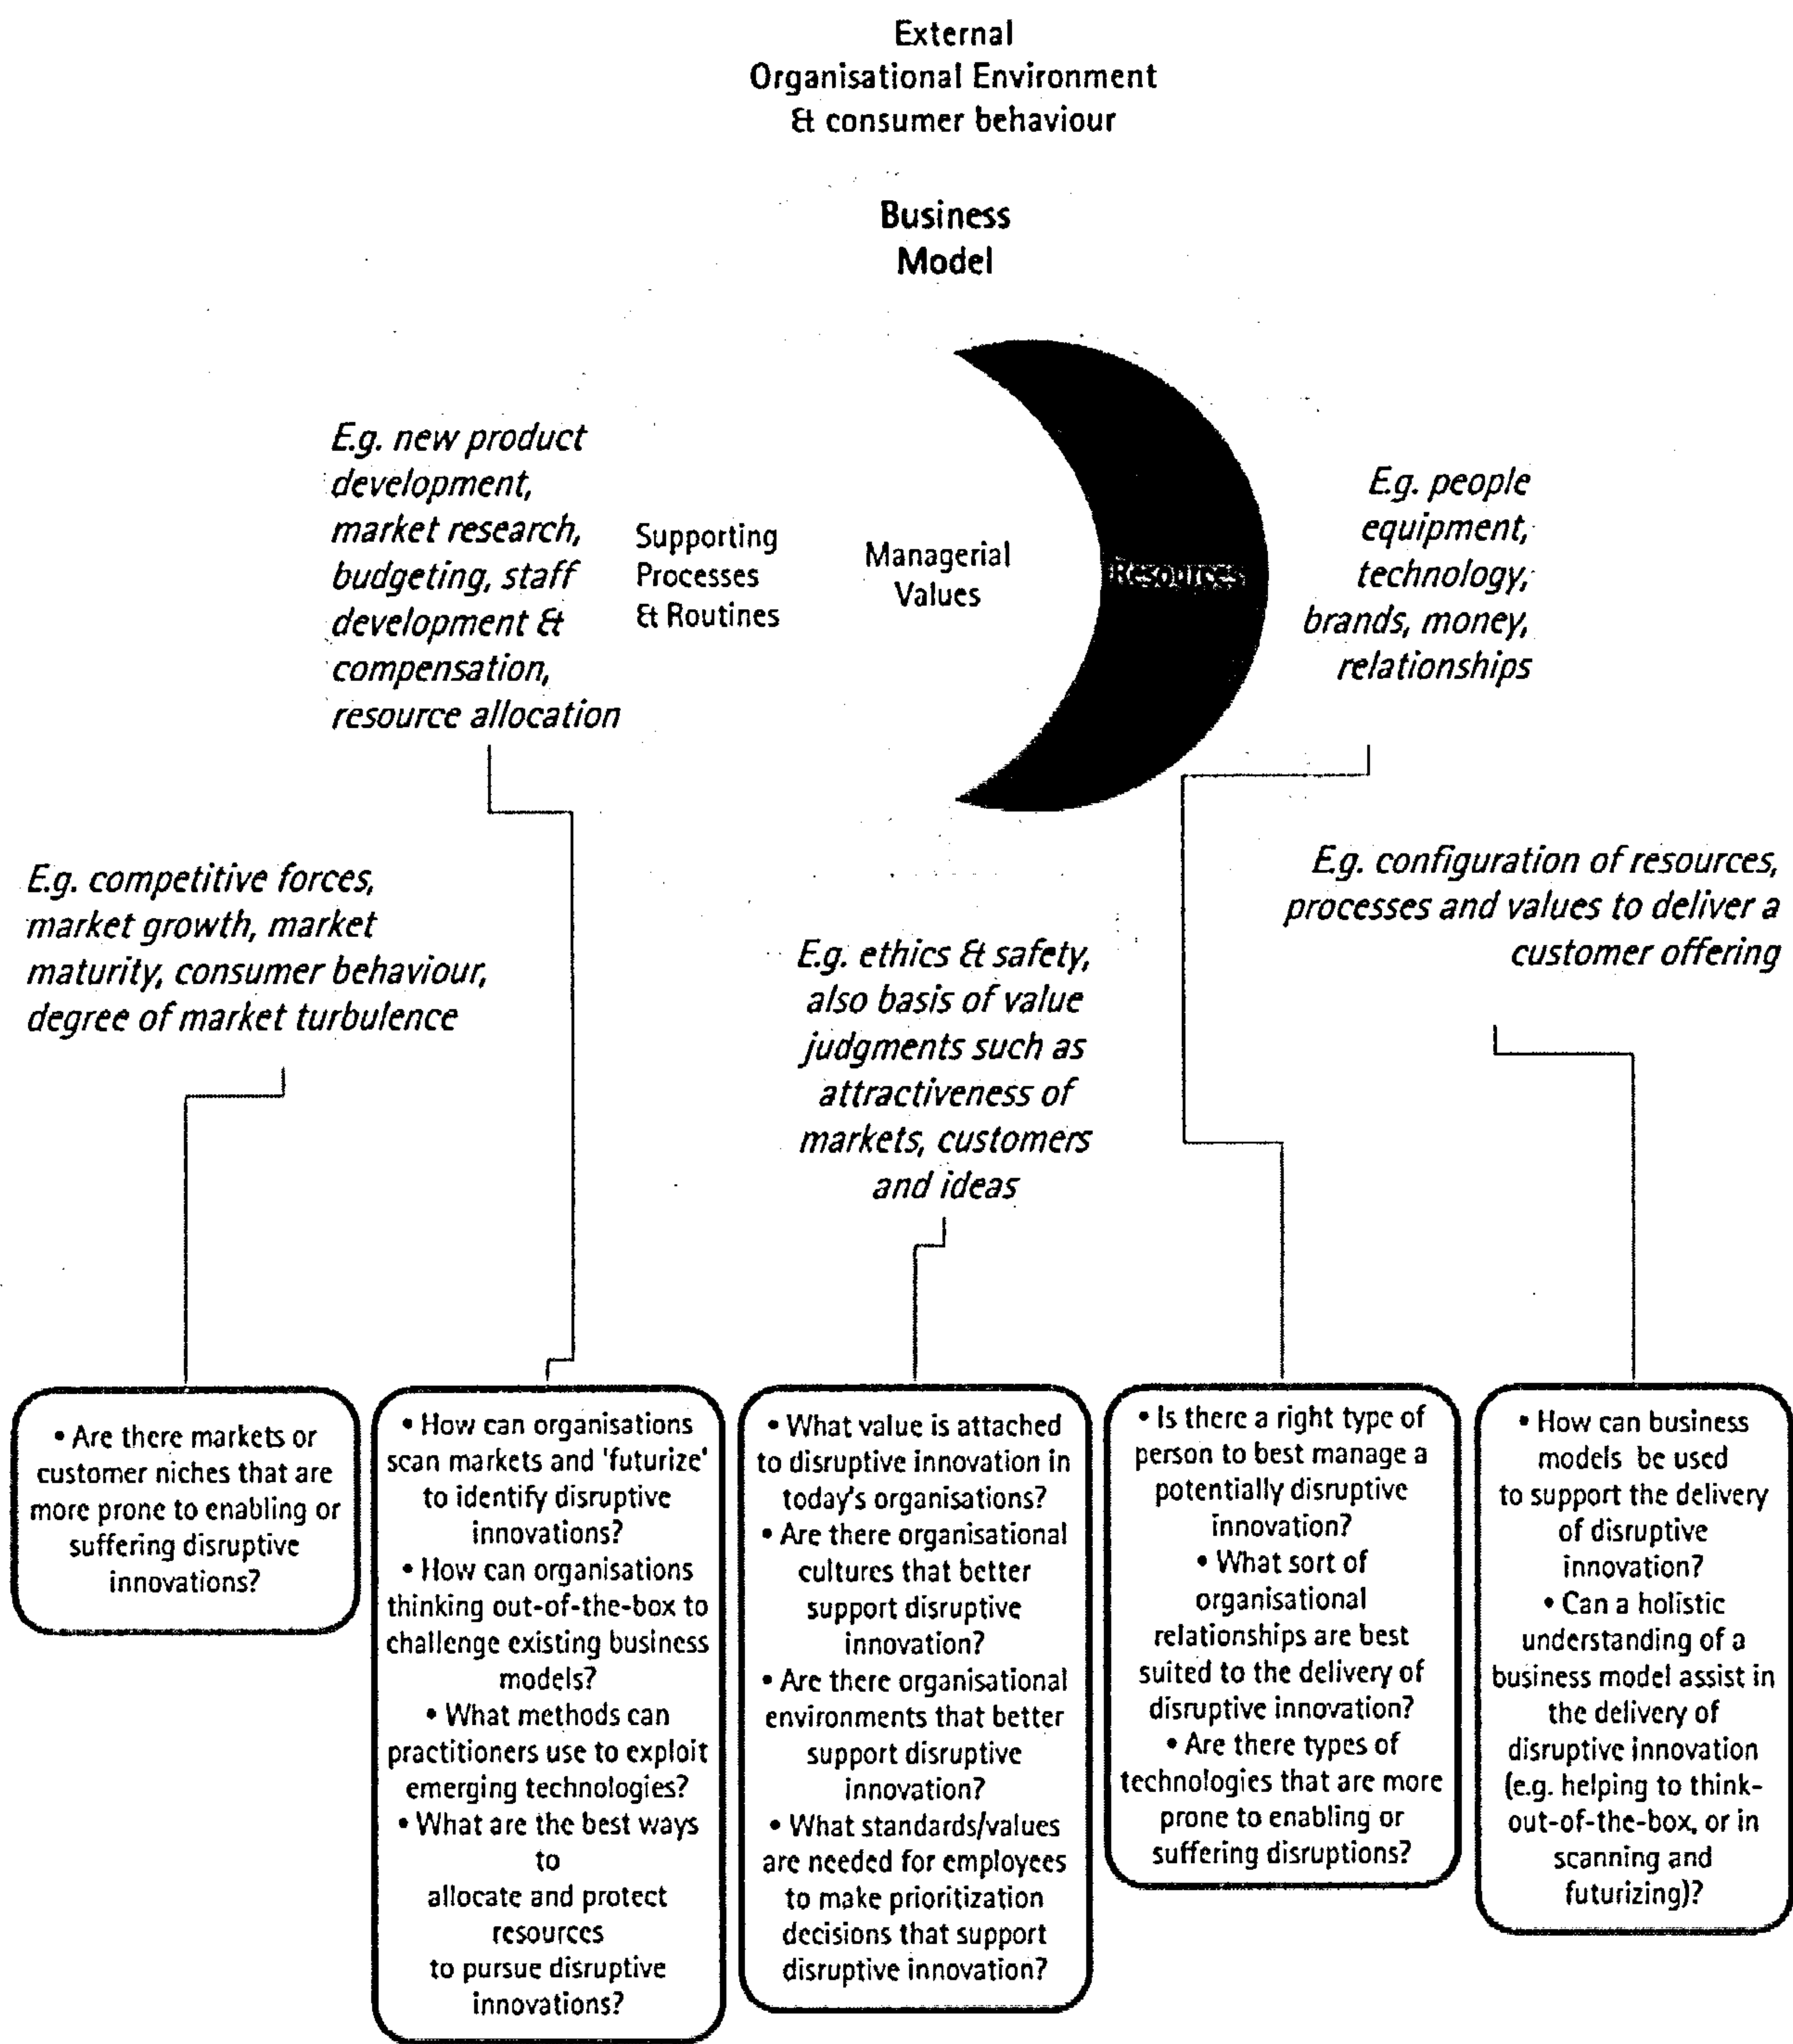 External
Organisational Environment
& consumer behaviour
Business
Model
E.g. new product
development,
market research,
budgeting, staff
development &
compensation,
resource allocation
Supporting
Processes
& Routines
Managerial
Values
Resources
E.g. people
equipment,
technology,
brands, money,
relationships
E.g. competitive forces,
market growth, market
maturity, consumer behaviour,
degree of market turbulence
E.g. ethics & safety,
also basis of value
judgments such as
attractiveness of
markets, customers
and ideas
E.g. configuration of resources,
processes and values to deliver a
customer offering
• Are there markets or
customer niches that are
more prone to enabling or
suffering disruptive
innovations?
• How can organisations
scan markets and 'futurize'
to identify disruptive
innovations?
• How can organisations
thinking out-of-the-box to
challenge existing business
models?
• What methods can
practitioners use to exploit
emerging technologies?
• What are the best ways
to
allocate and protect
resources
to pursue disruptive
innovations?
• What value is attached
to disruptive innovation in
today's organisations?
• Are there organisational
cultures that better
support disruptive
innovation?
• Are there organisational
environments that better
support disruptive
innovation?
• What standards/values
are needed for employees
to make prioritization
decisions that support
disruptive innovation?
• Is there a right type of
person to best manage a
potentially disruptive
innovation?
• What sort of
organisational
relationships are best
suited to the delivery of
disruptive innovation?
• Are there types of
technologies that are more
prone to enabling or
suffering disruptions?
• How can business
models be used
to support the delivery
of disruptive
innovation?
• Can a holistic
understanding of a
business model assist in
the delivery of
disruptive innovation
(e.g. helping to think-
out-of-the-box, or in
scanning and
futurizing)?